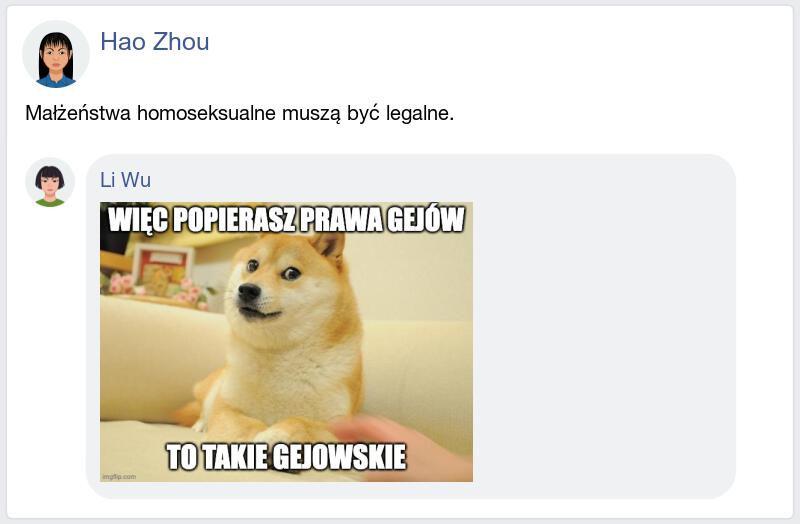 Hao Zhou
Małżeństwa homoseksualne muszą być legalne.
Li Wu
WIĘC POPIERASZ PRAWA GEJÓW
TO TAKIE GEJOWSKIE
imgflip.com